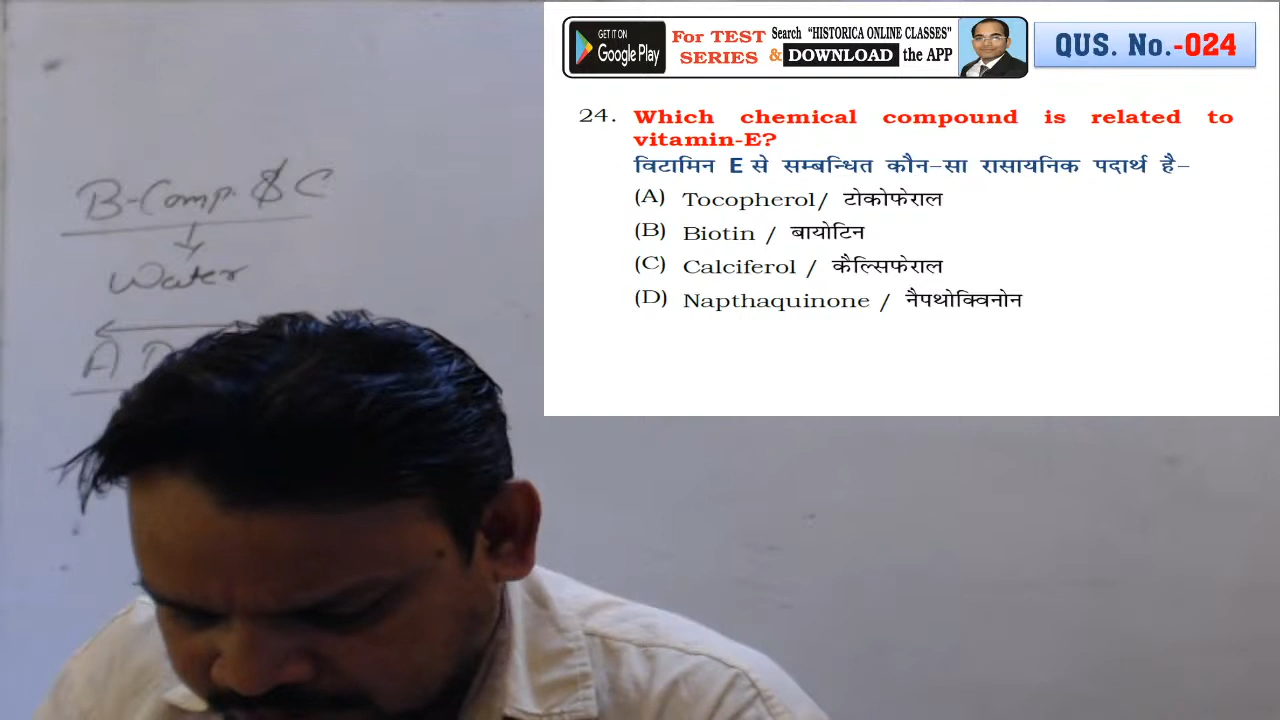 GET IT ON
Google Play
For TEST
SERIES &
Search "HISTORICA ONLINE CLASSES"
DOWNLOAD the APP
QUS. No.-024
24. Which chemical compound is related to
vitamin-E?
विटामिन E से सम्बन्धित कौन-सा रासायनिक पदार्थ है-
(A) Tocopherol/ टोकोफेराल
(B) Biotin / बायोटिन
(C) Calciferol / कैल्सिफेराल
(D) Napthaquinone / नैपथोक्विनोन
B-Comp. & C
Water
A D